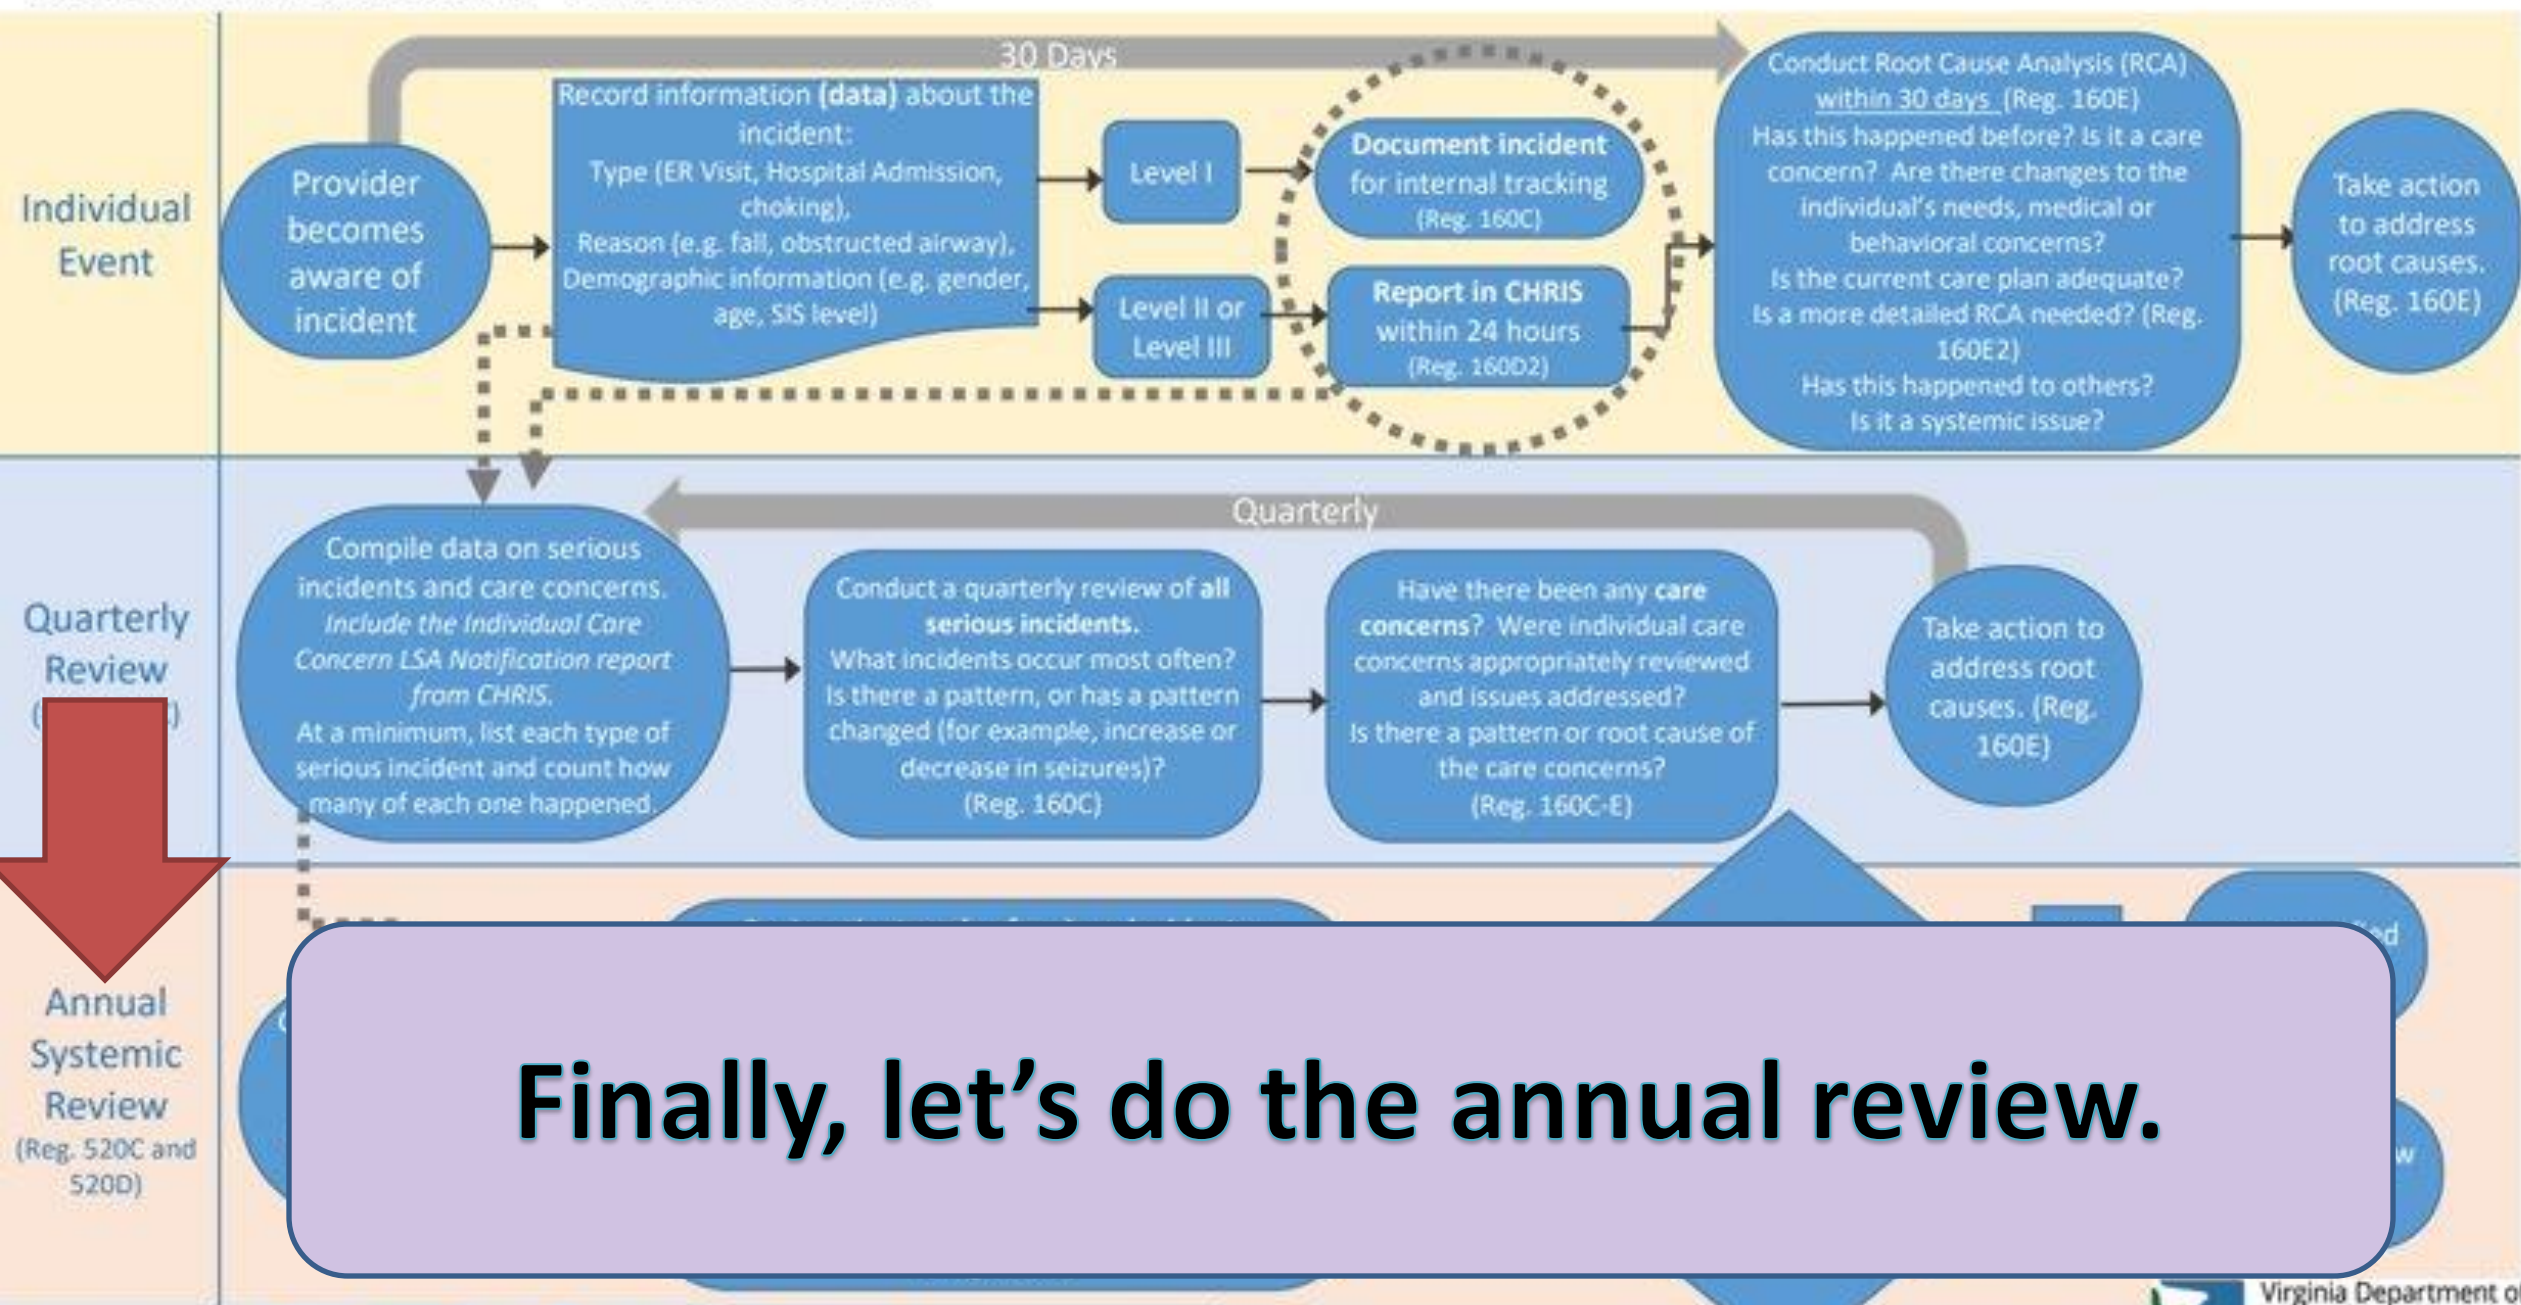 30 Days
Individual
Event
Provider
becomes
aware of
incident
Record information (data) about the
incident:
Type (ER Visit, Hospital Admission,
choking),
Reason (e.g. fall, obstructed airway),
Demographic information (e.g. gender,
age, SIS level)
Level I
Level II or
Level III
Document incident
for internal tracking
(Reg. 160C)
Report in CHRIS
within 24 hours
(Reg. 160D2)
Conduct Root Cause Analysis (RCA)
within 30 days (Reg. 160E)
Has this happened before? Is it a care
concern? Are there changes to the
individual's needs, medical or
behavioral concerns?
Is the current care plan adequate?
Is a more detailed RCA needed? (Reg.
160E2)
Has this happened to others?
Is it a systemic issue?
Take action
to address
root causes.
(Reg. 160E)
Quarterly
Quarterly
Review
Compile data on serious
incidents and care concerns.
Include the Individual Care
Concern LSA Notification report
from CHRIS.
At a minimum, list each type of
serious incident and count how
many of each one happened.
Conduct a quarterly review of all
serious incidents.
What incidents occur most often?
Is there a pattern, or has a pattern
changed (for example, increase or
decrease in seizures)?
(Reg. 160C)
Have there been any care
concerns? Were individual care
concerns appropriately reviewed
and issues addressed?
Is there a pattern or root cause of
the care concerns?
(Reg. 160C-E)
Take action to
address root
causes. (Reg.
160E)
Annual
Systemic
Review
(Reg. 520C and
520D)
Finally, let’s do the annual review.
Virginia Department of